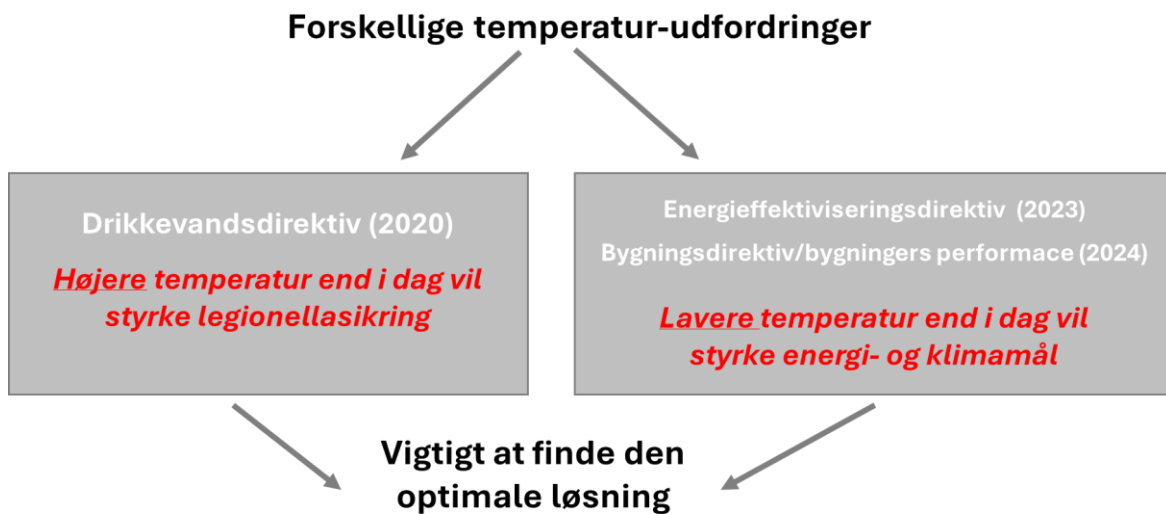 Forskellige temperatur-udfordringer
Drikkevandsdirektiv (2020)
Højere temperatur end i dag vil
styrke legionellasikring
Energieffektiviseringsdirektiv (2023)
Bygningsdirektiv/bygningers performace (2024)
Lavere temperatur end i dag vil
styrke energi- og klimamål
Vigtigt at finde den
optimale løsning